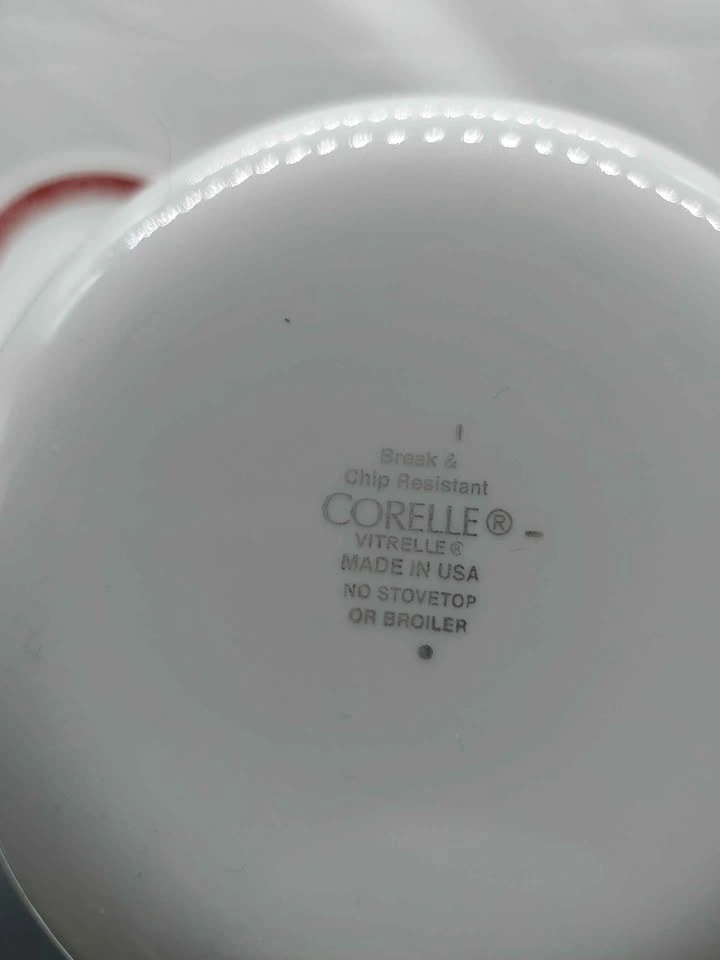 Break &
Chip Resistant
CORELLE®
VITRELLE®
MADE IN USA
NO STOVETOP
OR BROILER